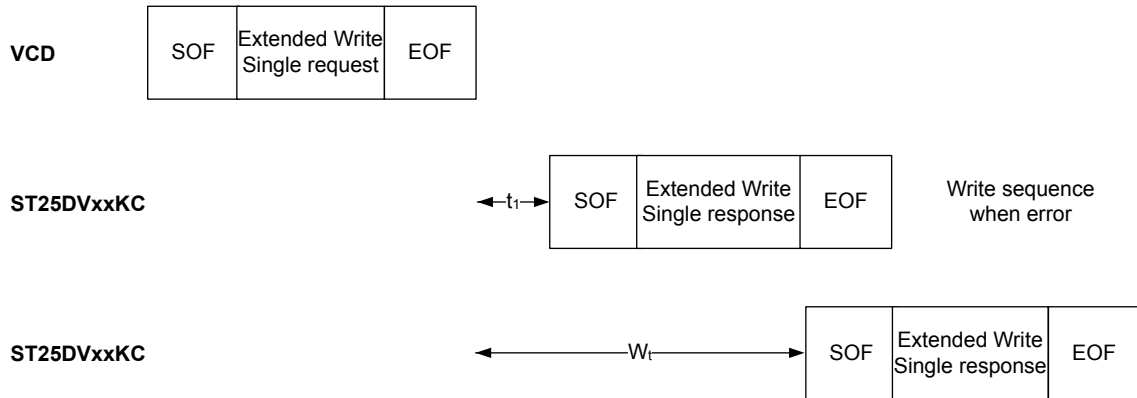 VCD
SOF
Extended Write
Single request
EOF
ST25DVxxKC
t1
SOF
Extended Write
Single response
EOF
Write sequence
when error
ST25DVxxKC
Wt
SOF
Extended Write
Single response
EOF